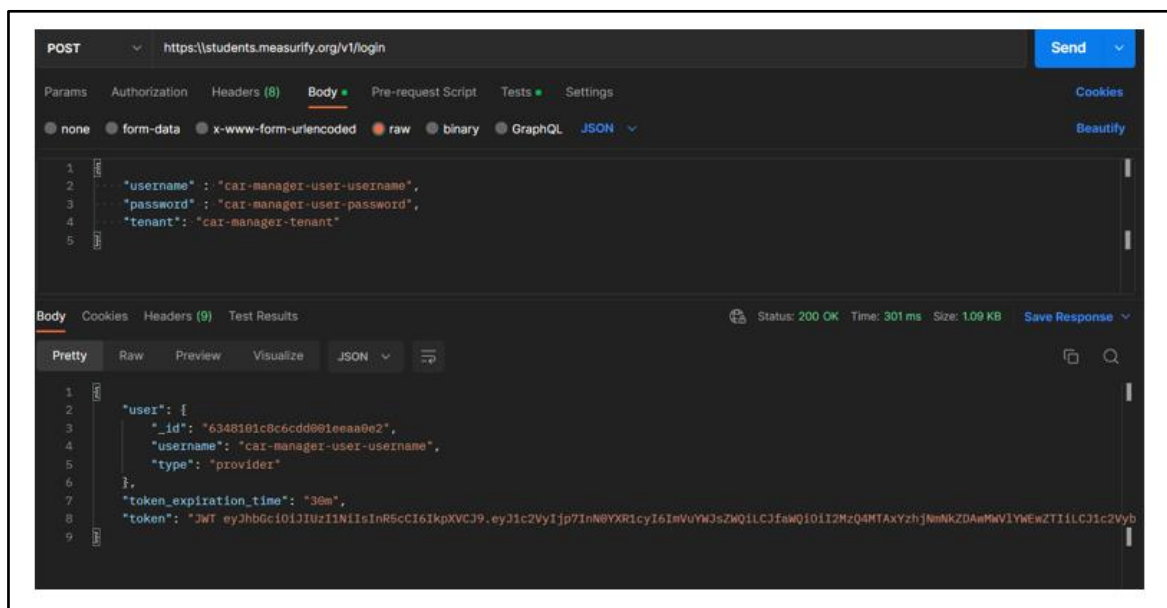 POST https:\\students.measurify.org/v1/login Send
Params Authorization Headers (8) Body Pre-request Script Tests Settings Cookies
none form-data x-www-form-urlencoded raw binary GraphQL JSON Beautify
1 {
2 "username" : "car-manager-user-username",
3 "password" : "car-manager-user-password",
4 "tenant": "car-manager-tenant"
5 }
Body Cookies Headers (9) Test Results Status: 200 OK Time: 301 ms Size: 1.09 KB Save Response
Pretty Raw Preview Visualize JSON
1 {
2 "user": {
3 "_id": "6348101c8c6cdd001eeaa0e2",
4 "username": "car-manager-user-username",
5 "type": "provider"
6 },
7 "token_expiration_time": "30m",
8 "token": "JWT
9 }